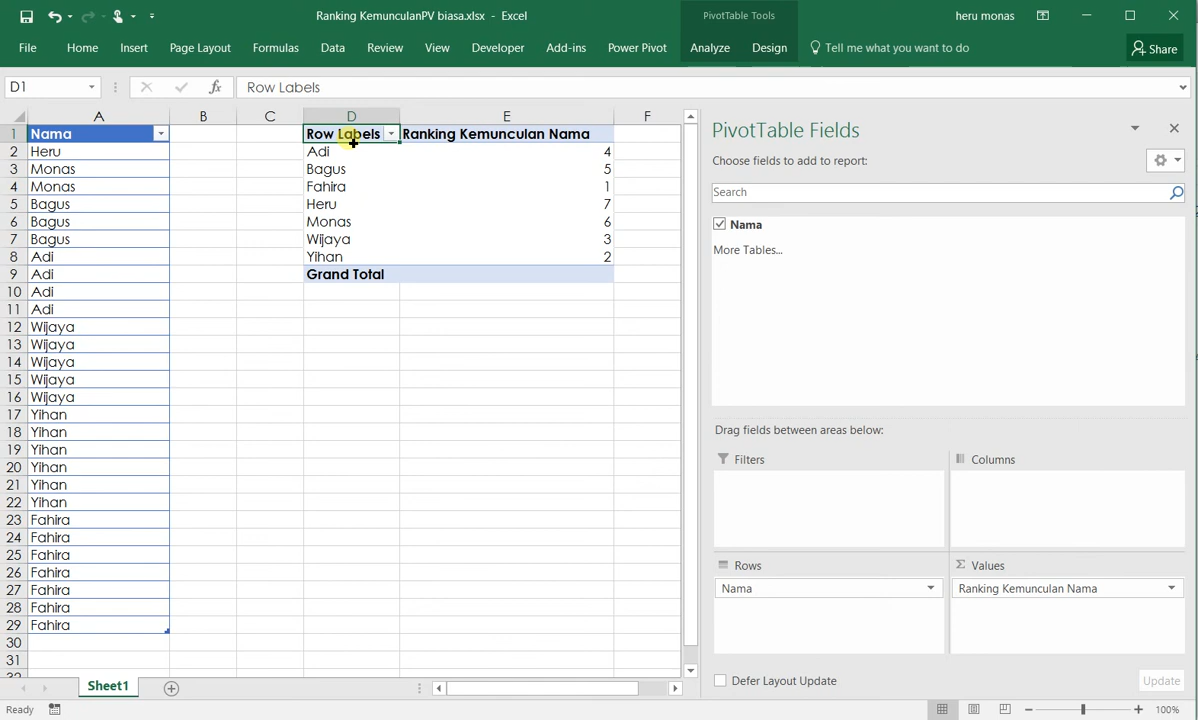 Ranking KemunculanPV biasa.xlsx - Excel
PivotTable Tools
heru monas
File Home Insert Page Layout Formulas Data Review View Developer Add-ins Power Pivot Analyze Design Tell me what you want to do Share
D1 fx Row Labels
A B C D E F
1 Nama Row Labels Ranking Kemunculan Nama
2 Heru Adi 4
3 Monas Bagus 5
4 Monas Fahira 1
5 Bagus Heru 7
6 Bagus Monas 6
7 Bagus Wijaya 3
8 Adi Yihan 2
9 Adi Grand Total
10 Adi
11 Adi
12 Wijaya
13 Wijaya
14 Wijaya
15 Wijaya
16 Wijaya
17 Yihan
18 Yihan
19 Yihan
20 Yihan
21 Yihan
22 Yihan
23 Fahira
24 Fahira
25 Fahira
26 Fahira
27 Fahira
28 Fahira
29 Fahira
30
31
32
Sheet1
Ready
PivotTable Fields
Choose fields to add to report:
Search
Nama
More Tables...
Drag fields between areas below:
Filters Columns
Rows Σ Values
Nama Ranking Kemunculan Nama
Defer Layout Update Update
100%